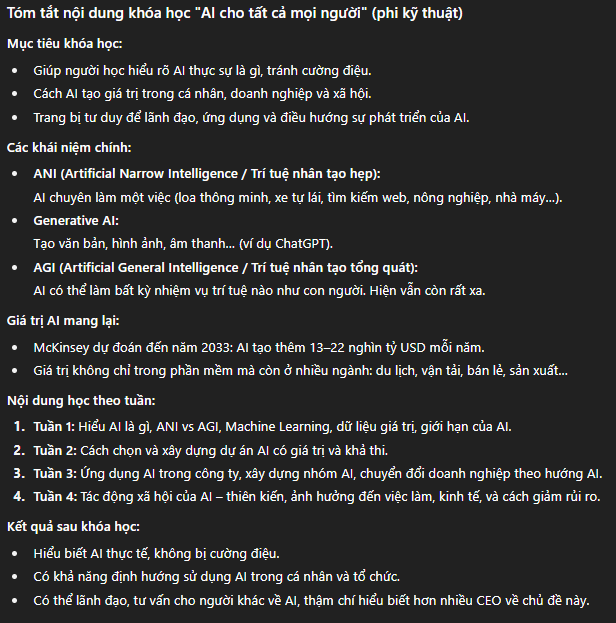 Tóm tắt nội dung khóa học "AI cho tất cả mọi người" (phi kỹ thuật)
Mục tiêu khóa học:
• Giúp người học hiểu rõ AI thực sự là gì, tránh cường điệu.
• Cách AI tạo giá trị trong cá nhân, doanh nghiệp và xã hội.
• Trang bị tư duy để lãnh đạo, ứng dụng và điều hướng sự phát triển của AI.
Các khái niệm chính:
• ANI (Artificial Narrow Intelligence / Trí tuệ nhân tạo hẹp):
AI chuyên làm một việc (loa thông minh, xe tự lái, tìm kiếm web, nông nghiệp, nhà máy...).
• Generative AI:
Tạo văn bản, hình ảnh, âm thanh... (ví dụ ChatGPT).
• AGI (Artificial General Intelligence / Trí tuệ nhân tạo tổng quát):
AI có thể làm bất kỳ nhiệm vụ trí tuệ nào như con người. Hiện vẫn còn rất xa.
Giá trị AI mang lại:
• McKinsey dự đoán đến năm 2033: AI tạo thêm 13–22 nghìn tỷ USD mỗi năm.
• Giá trị không chỉ trong phần mềm mà còn ở nhiều ngành: du lịch, vận tải, bán lẻ, sản xuất...
Nội dung học theo tuần:
1. Tuần 1: Hiểu AI là gì, ANI vs AGI, Machine Learning, dữ liệu giá trị, giới hạn của AI.
2. Tuần 2: Cách chọn và xây dựng dự án AI có giá trị và khả thi.
3. Tuần 3: Ứng dụng AI trong công ty, xây dựng nhóm AI, chuyển đổi doanh nghiệp theo hướng AI.
4. Tuần 4: Tác động xã hội của AI – thiên kiến, ảnh hưởng đến việc làm, kinh tế, và cách giảm rủi ro.
Kết quả sau khóa học:
• Hiểu biết AI thực tế, không bị cường điệu.
• Có khả năng định hướng sử dụng AI trong cá nhân và tổ chức.
• Có thể lãnh đạo, tư vấn cho người khác về AI, thậm chí hiểu biết hơn nhiều CEO về chủ đề này.